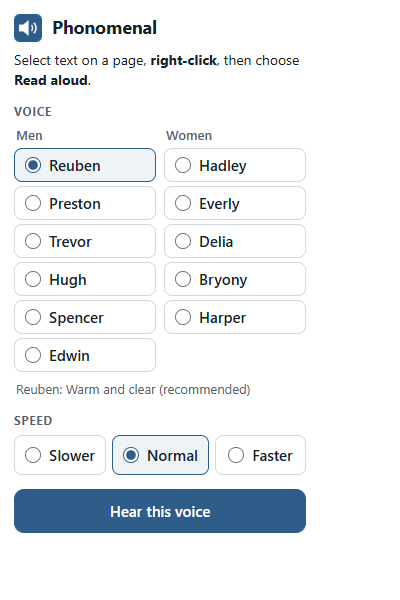 Phonomenal
Select text on a page, right-click, then choose
Read aloud.
VOICE
Men
Reuben
Preston
Trevor
Hugh
Spencer
Edwin
Women
Hadley
Everly
Delia
Bryony
Harper
Reuben: Warm and clear (recommended)
SPEED
Slower
Normal
Faster
Hear this voice